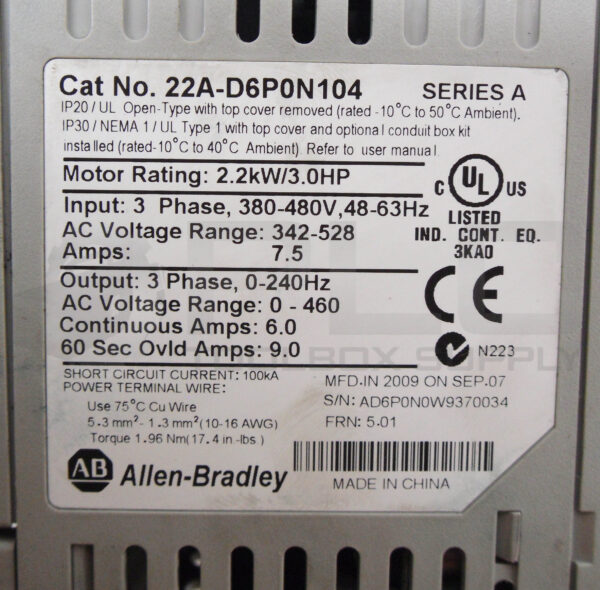 Cat No. 22A-D6P0N104 SERIES A
IP20 / UL Open-Type with top cover removed (rated -10°C to 50°C Ambient).
IP30 / NEMA 1 / UL Type 1 with top cover and optional conduit box kit
installed (rated-10°C to 40°C Ambient). Refer to user manual.
Motor Rating: 2.2kW/3.0HP
C UL US
LISTED
IND. CONT. EQ.
3KA0
Input: 3 Phase, 380-480V,48-63Hz
AC Voltage Range: 342-528
Amps: 7.5
CE
Output: 3 Phase, 0-240Hz
AC Voltage Range: 0 - 460
Continuous Amps: 6.0
60 Sec Ovld Amps: 9.0
N223
SHORT CIRCUIT CURRENT: 100kA
POWER TERMINAL WIRE:
Use 75°C Cu Wire
5.3 mm²- 1.3 mm²(10-16 AWG)
Torque 1.96 Nm(17.4 in.-lbs.)
MFD.IN 2009 ON SEP.07
S/N: AD6P0N0W9370034
FRN: 5.01
AB Allen-Bradley
MADE IN CHINA